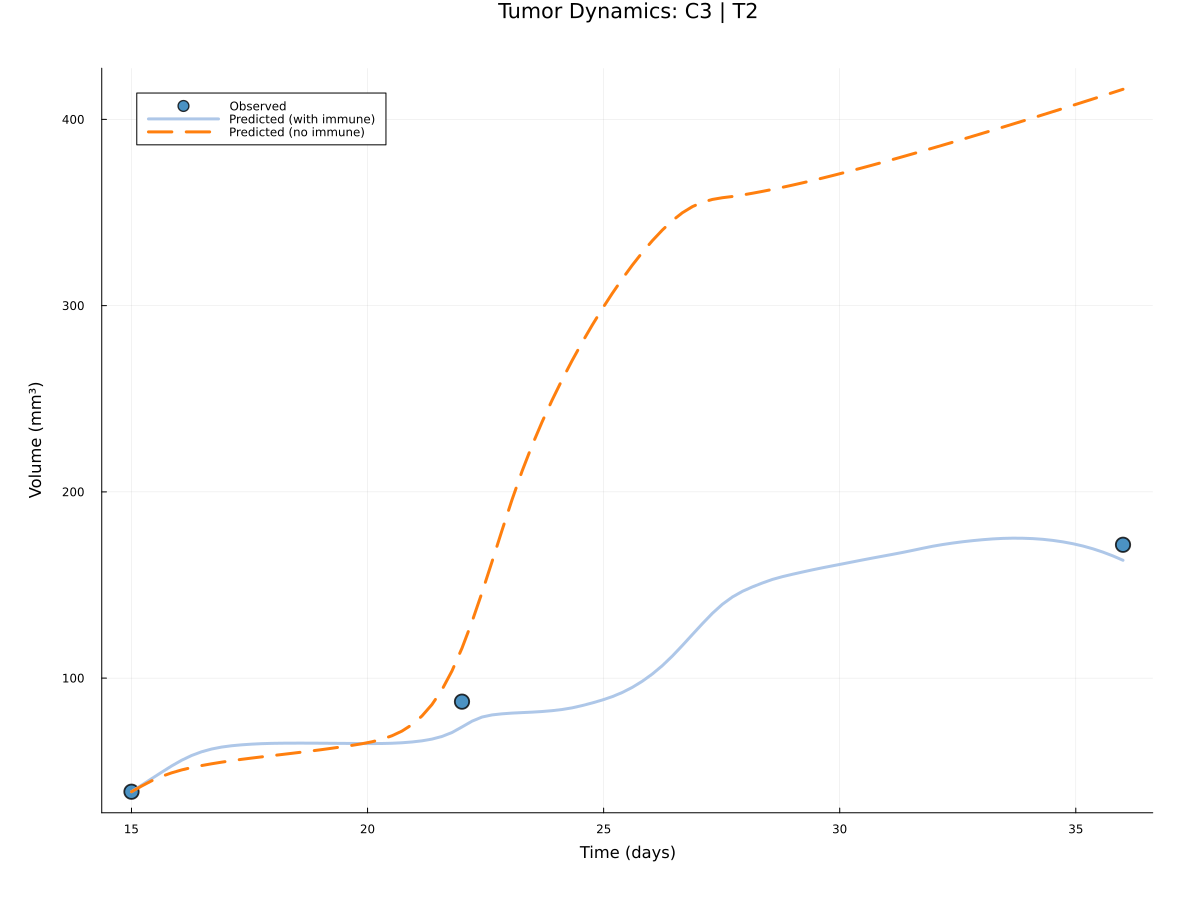 Tumor Dynamics: C3 | T2
Observed
Predicted (with immune)
Predicted (no immune)
400
300
200
100
Volume (mm³)
15 20 25 30 35
Time (days)